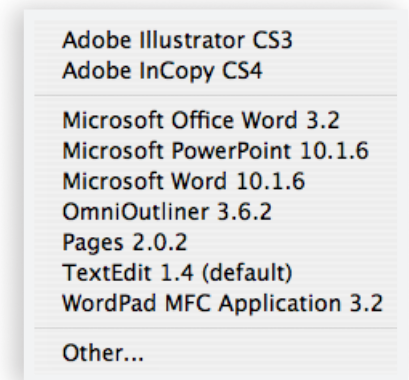 Adobe Illustrator CS3
Adobe InCopy CS4
Microsoft Office Word 3.2
Microsoft PowerPoint 10.1.6
Microsoft Word 10.1.6
OmniOutliner 3.6.2
Pages 2.0.2
TextEdit 1.4 (default)
WordPad MFC Application 3.2
Other...